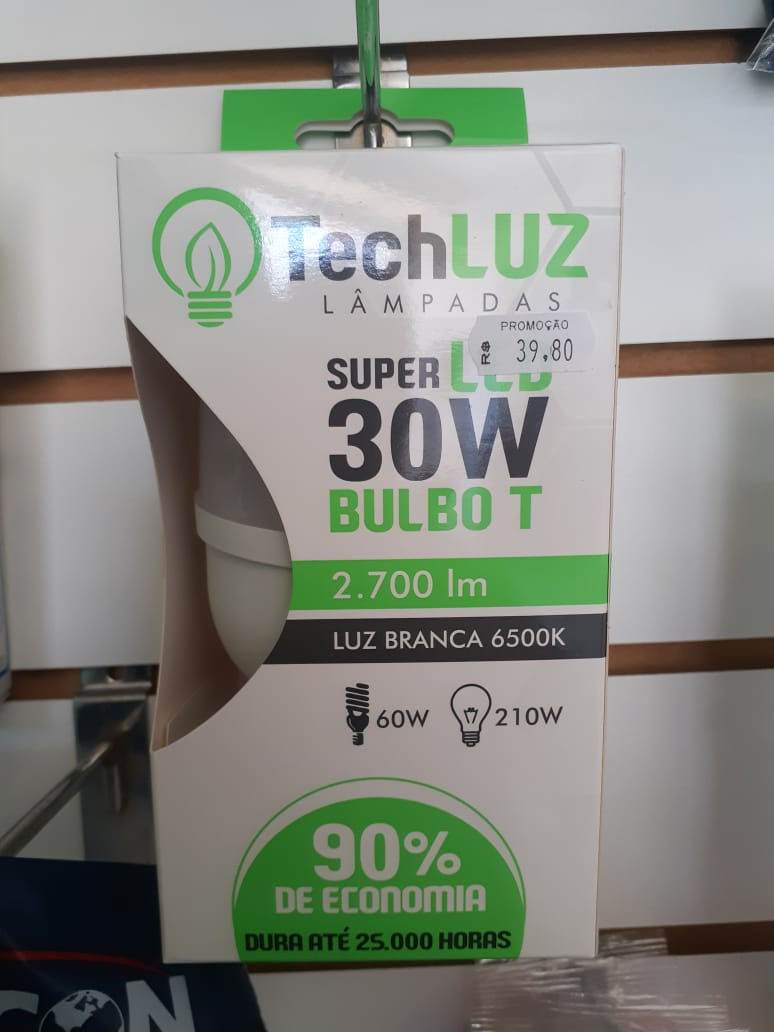 TechLUZ
LÂMPADAS
PROMOÇÃO
R$ 39,80
SUPER LED
30W
BULBO T
2.700 lm
LUZ BRANCA 6500K
60W 210W
90%
DE ECONOMIA
DURA ATÉ 25.000 HORAS